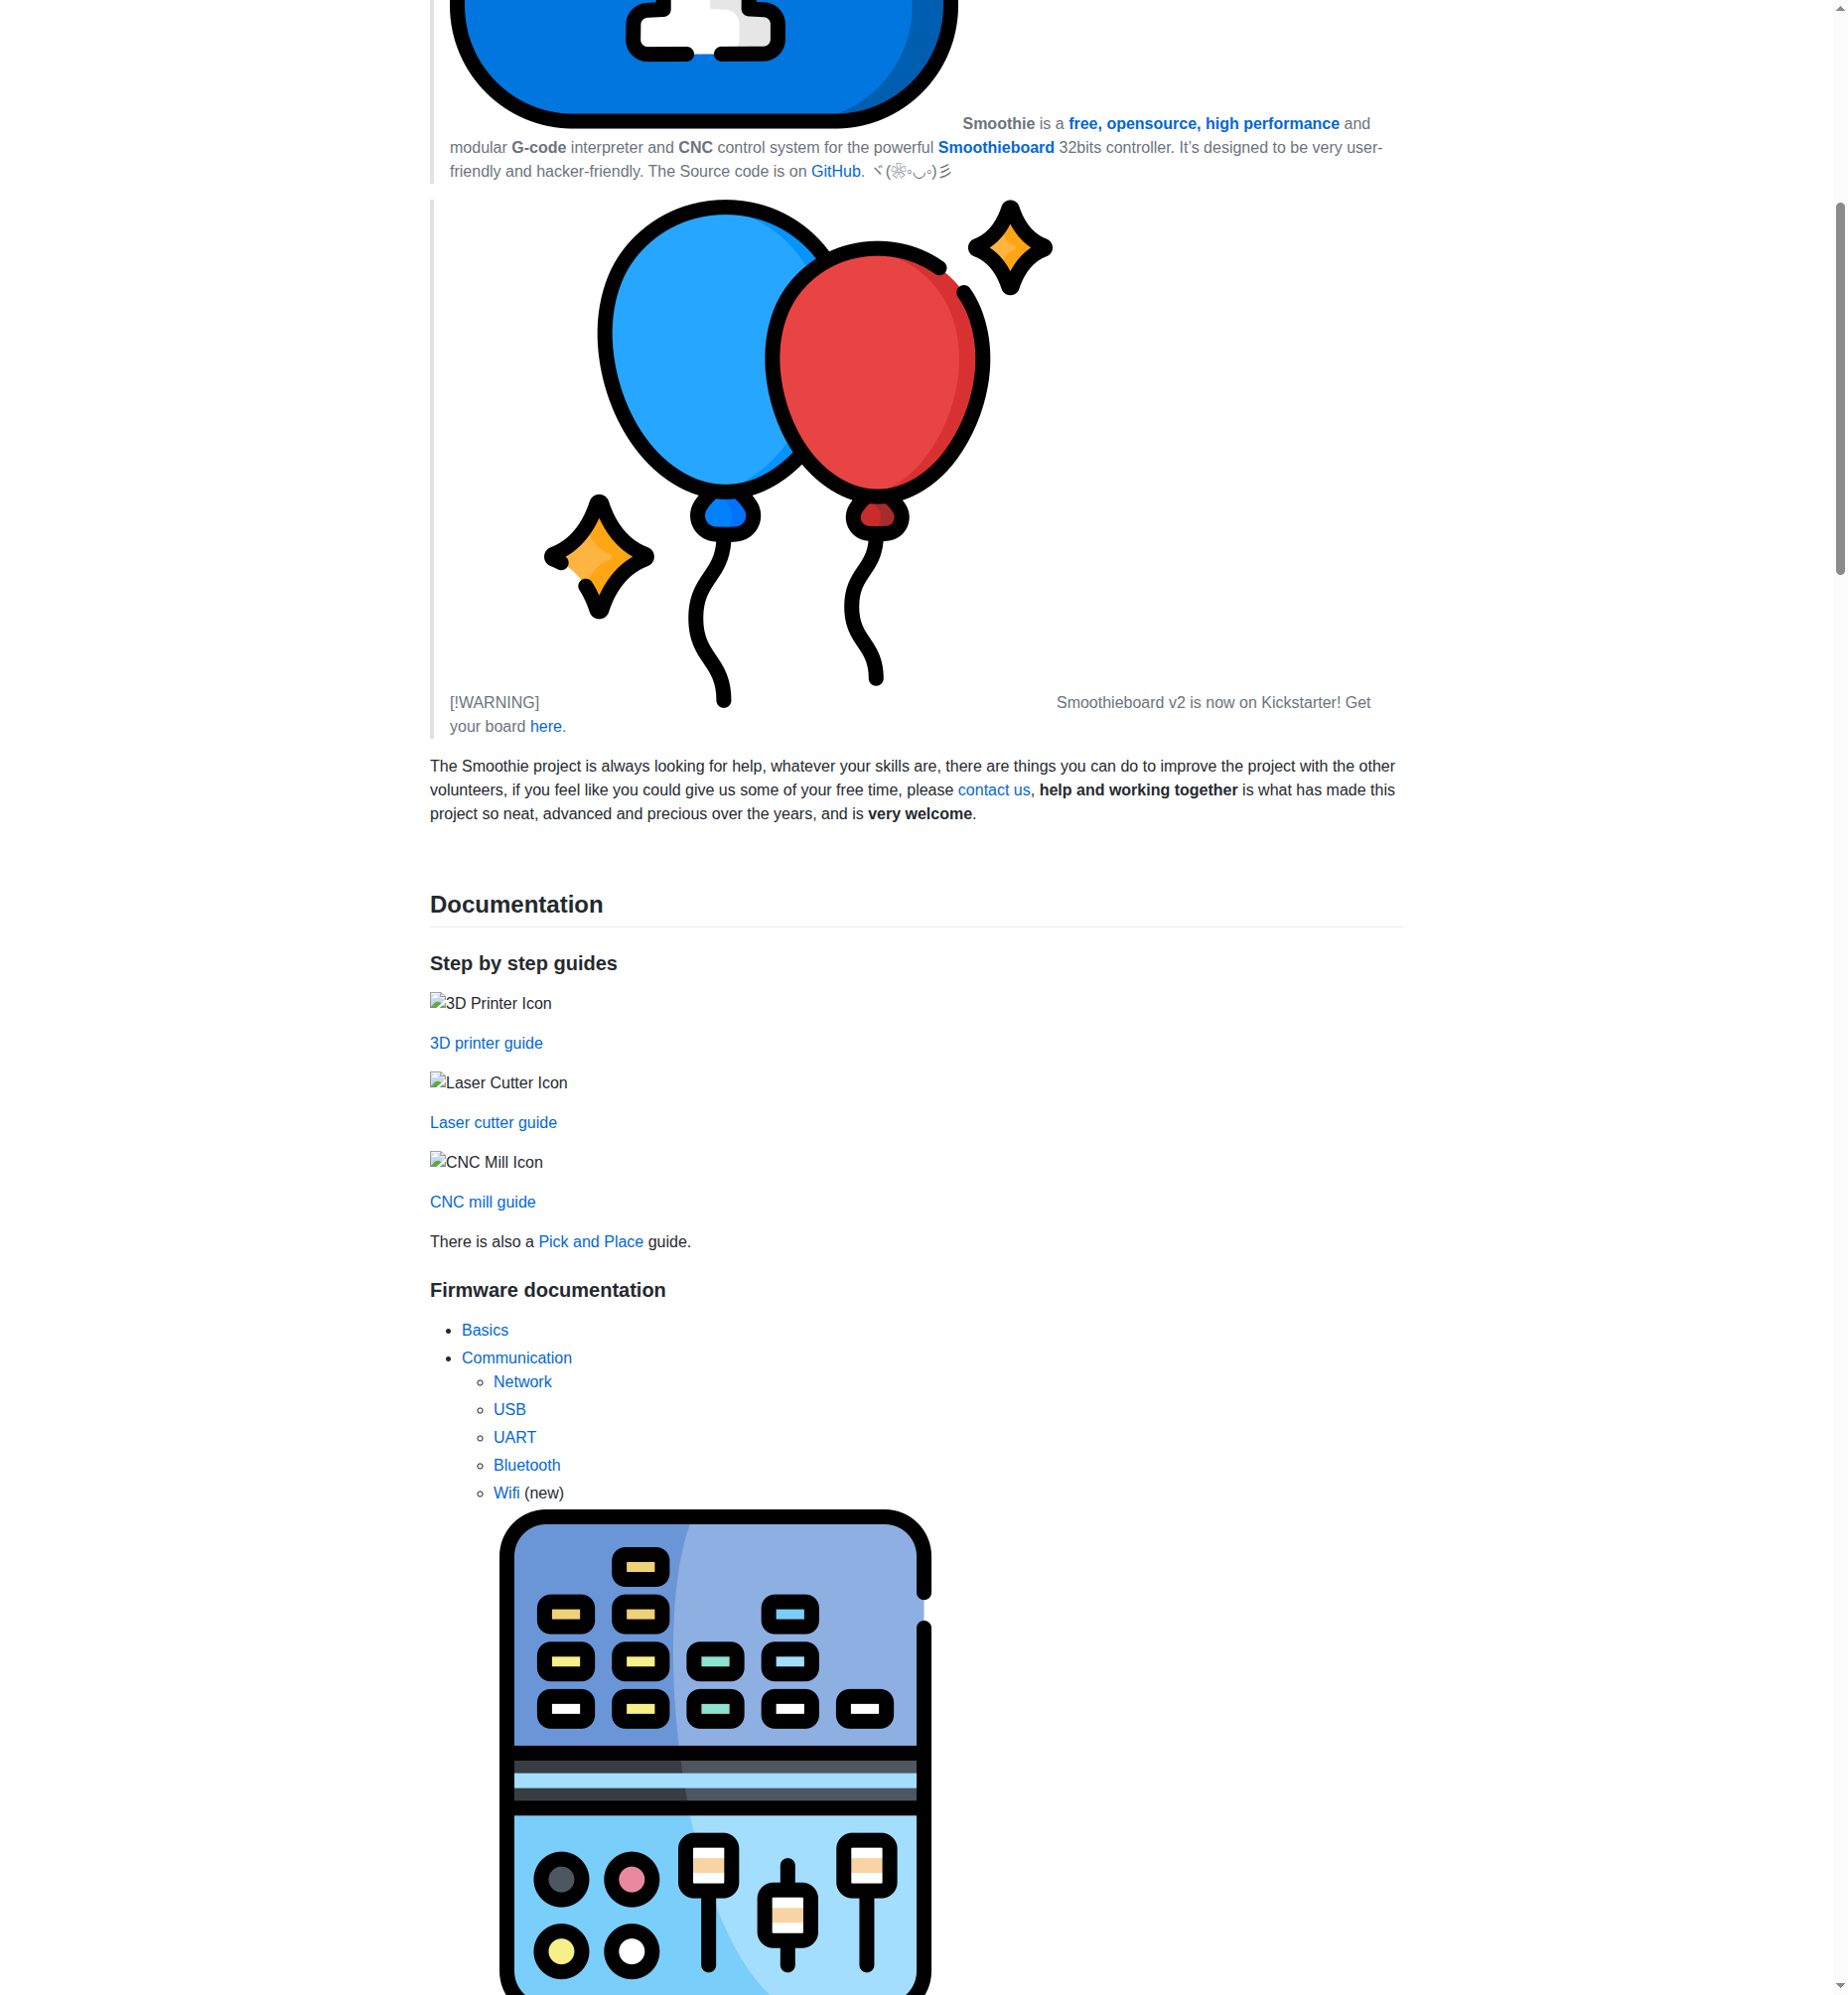 Smoothie is a free, opensource, high performance and
modular G-code interpreter and CNC control system for the powerful Smoothieboard 32bits controller. It’s designed to be very user-
friendly and hacker-friendly. The Source code is on GitHub. ヾ(❀◦◡◦)彡
[!WARNING] Smoothieboard v2 is now on Kickstarter! Get
your board here.
The Smoothie project is always looking for help, whatever your skills are, there are things you can do to improve the project with the other
volunteers, if you feel like you could give us some of your free time, please contact us, help and working together is what has made this
project so neat, advanced and precious over the years, and is very welcome.
Documentation
Step by step guides
3D Printer Icon
3D printer guide
Laser Cutter Icon
Laser cutter guide
CNC Mill Icon
CNC mill guide
There is also a Pick and Place guide.
Firmware documentation
Basics
Communication
Network
USB
UART
Bluetooth
Wifi (new)